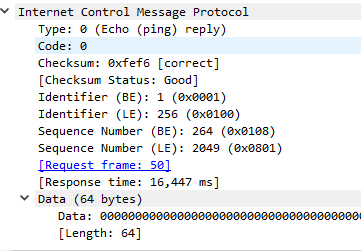 Internet Control Message Protocol
Type: 0 (Echo (ping) reply)
Code: 0
Checksum: 0xfef6 [correct]
[Checksum Status: Good]
Identifier (BE): 1 (0x0001)
Identifier (LE): 256 (0x0100)
Sequence Number (BE): 264 (0x0108)
Sequence Number (LE): 2049 (0x0801)
[Request frame: 50]
[Response time: 16,447 ms]
Data (64 bytes)
Data: 0000000000000000000000000000000000000
[Length: 64]